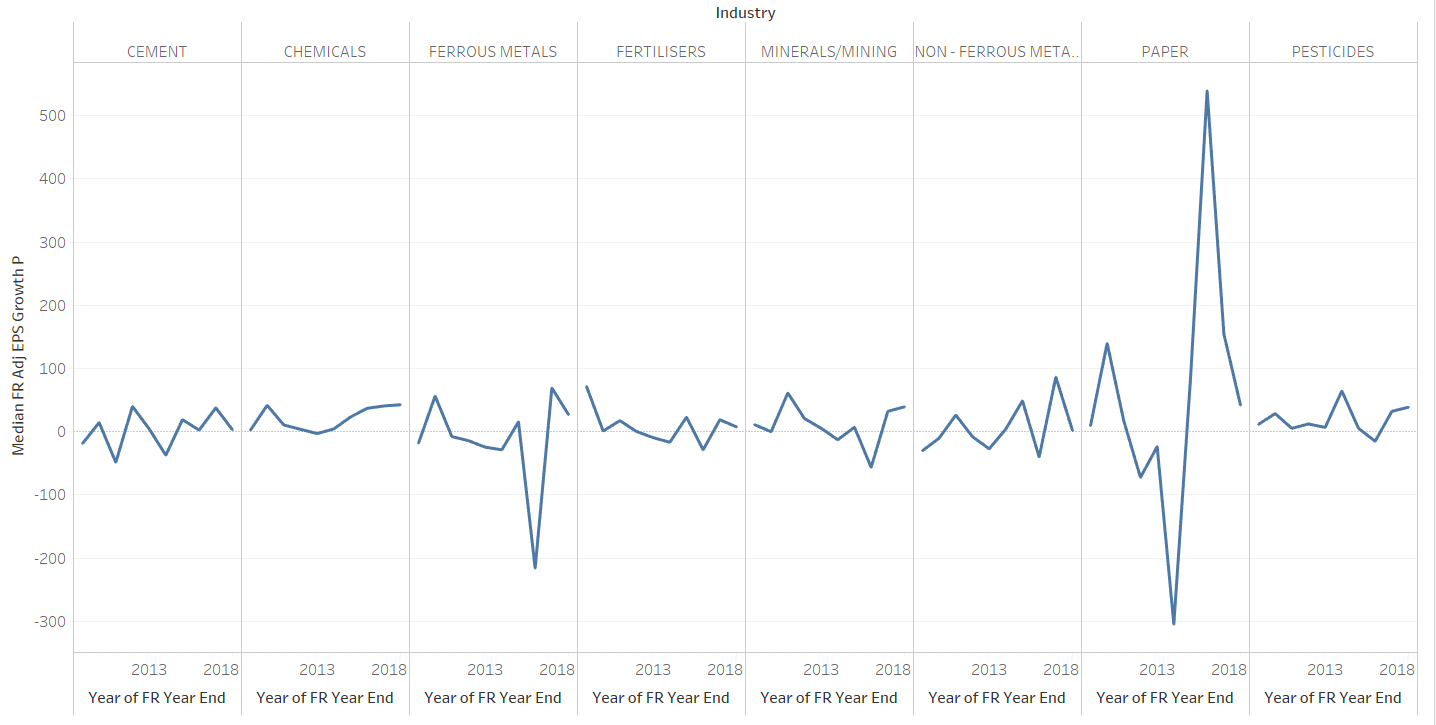 Industry
CEMENT CHEMICALS FERROUS METALS FERTILISERS MINERALS/MINING NON - FERROUS META.. PAPER PESTICIDES
Median FR Adj EPS Growth P
500
400
300
200
100
0
-100
-200
-300
2013 2018 2013 2018 2013 2018 2013 2018 2013 2018 2013 2018 2013 2018 2013 2018
Year of FR Year End Year of FR Year End Year of FR Year End Year of FR Year End Year of FR Year End Year of FR Year End Year of FR Year End Year of FR Year End